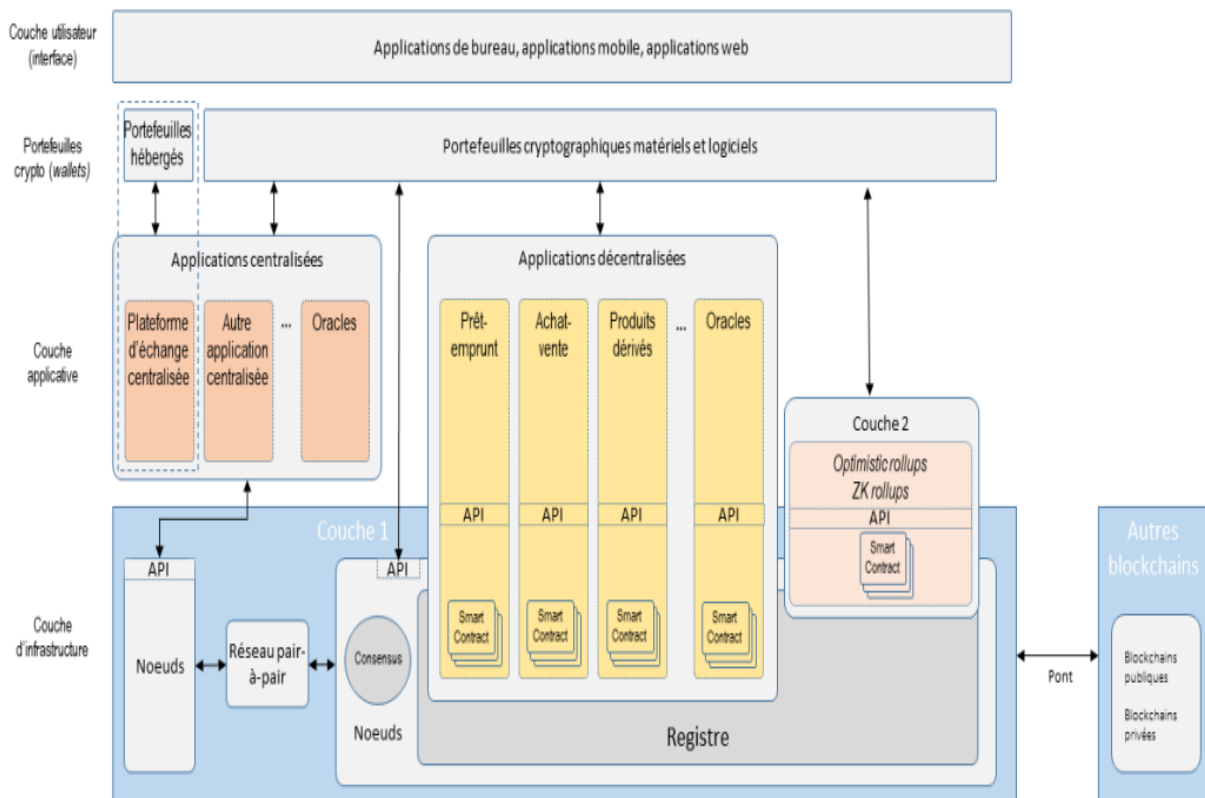 Couche utilisateur
(interface)
Applications de bureau, applications mobile, applications web
Portefeuilles
crypto (wallets)
Portefeuilles
hébergés
Portefeuilles cryptographiques matériels et logiciels
Couche
applicative
Applications centralisées
Plateforme
d'échange
centralisée
Autre
application
centralisée
...
Oracles
Applications décentralisées
Prêt-
emprunt
Achat-
vente
Produits
dérivés
...
Oracles
API
API
API
API
Smart
Contract
Smart
Contract
Smart
Contract
Smart
Contract
Couche 2
Optimistic rollups
ZK rollups
API
Smart
Contract
Couche
d'infrastructure
Couche 1
API
Noeuds
Réseau pair-
à-pair
API
Consensus
Noeuds
Registre
Pont
Autres
blockchains
Blockchains
publiques
Blockchains
privées